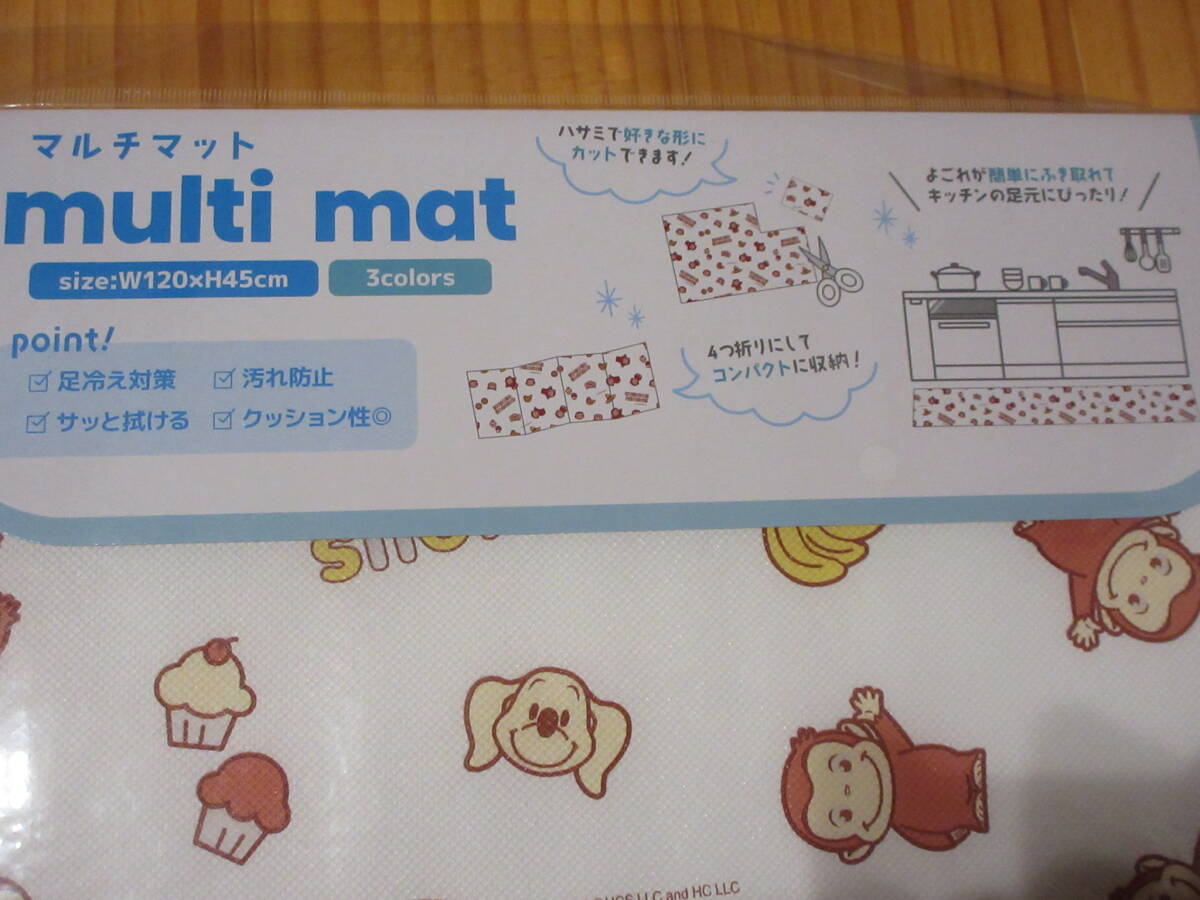 マルチマット
multi mat
size:W120×H45cm
3colors
point!
足冷え対策
汚れ防止
サッと拭ける
クッション性◎
ハサミで好きな形に
カットできます!
4つ折りにして
コンパクトに収納!
よごれが簡単にふき取れて
キッチンの足元にぴったり!
LLC and HC LLC